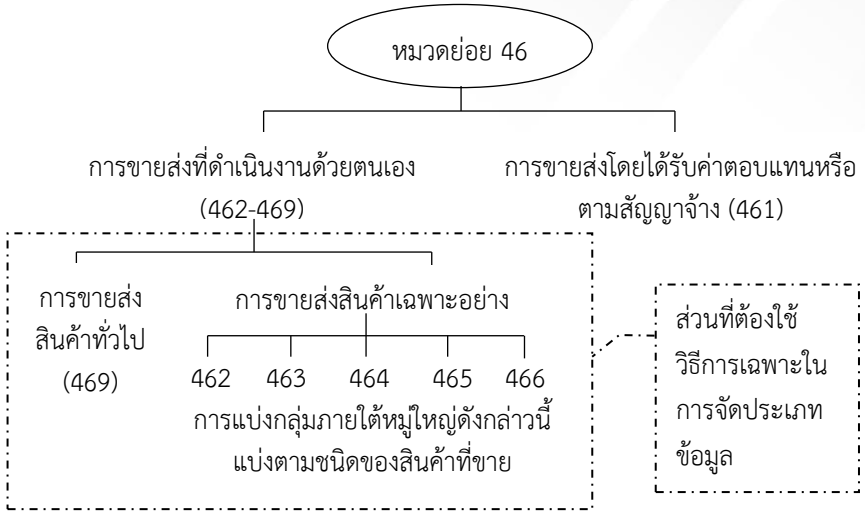 หมวดย่อย 46
การขายส่งที่ดำเนินงานด้วยตนเอง
(462-469)
การขายส่งโดยได้รับค่าตอบแทนหรือ
ตามสัญญาจ้าง (461)
การขายส่ง
สินค้าทั่วไป
(469)
การขายส่งสินค้าเฉพาะอย่าง
462 463 464 465 466
การแบ่งกลุ่มภายใต้หมู่ใหญ่ดังกล่าวนี้
แบ่งตามชนิดของสินค้าที่ขาย
ส่วนที่ต้องใช้
วิธีการเฉพาะใน
การจัดประเภท
ข้อมูล